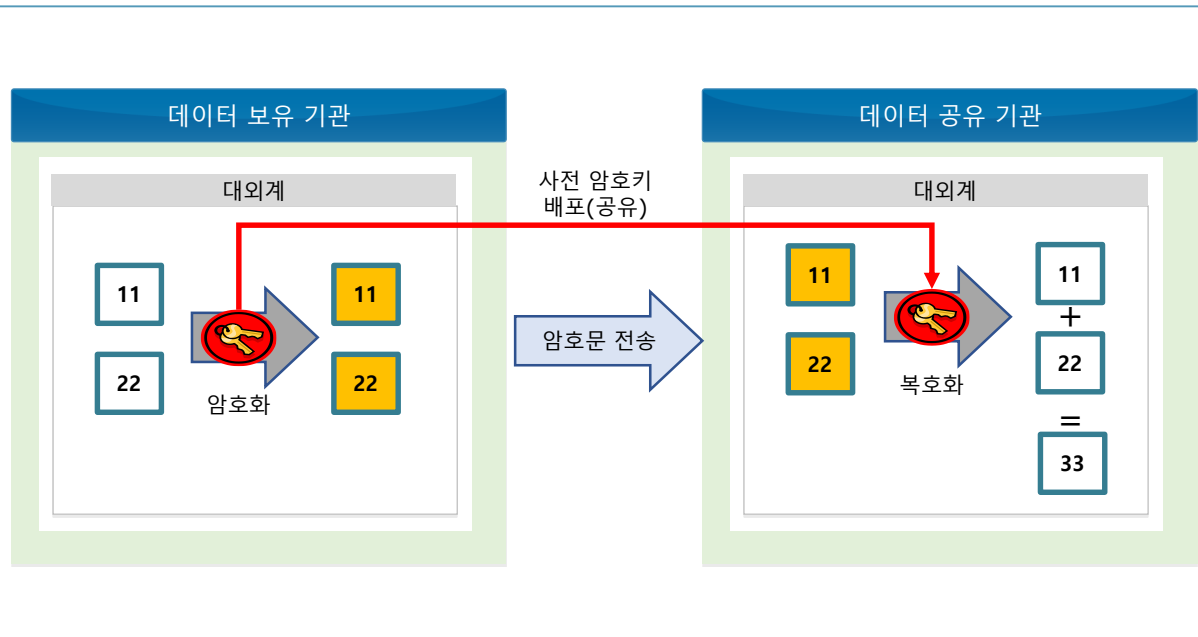 데이터 보유 기관
대외계
11
22
암호화
11
22
사전 암호키
배포(공유)
암호문 전송
데이터 공유 기관
대외계
11
22
복호화
11
+
22
=
33